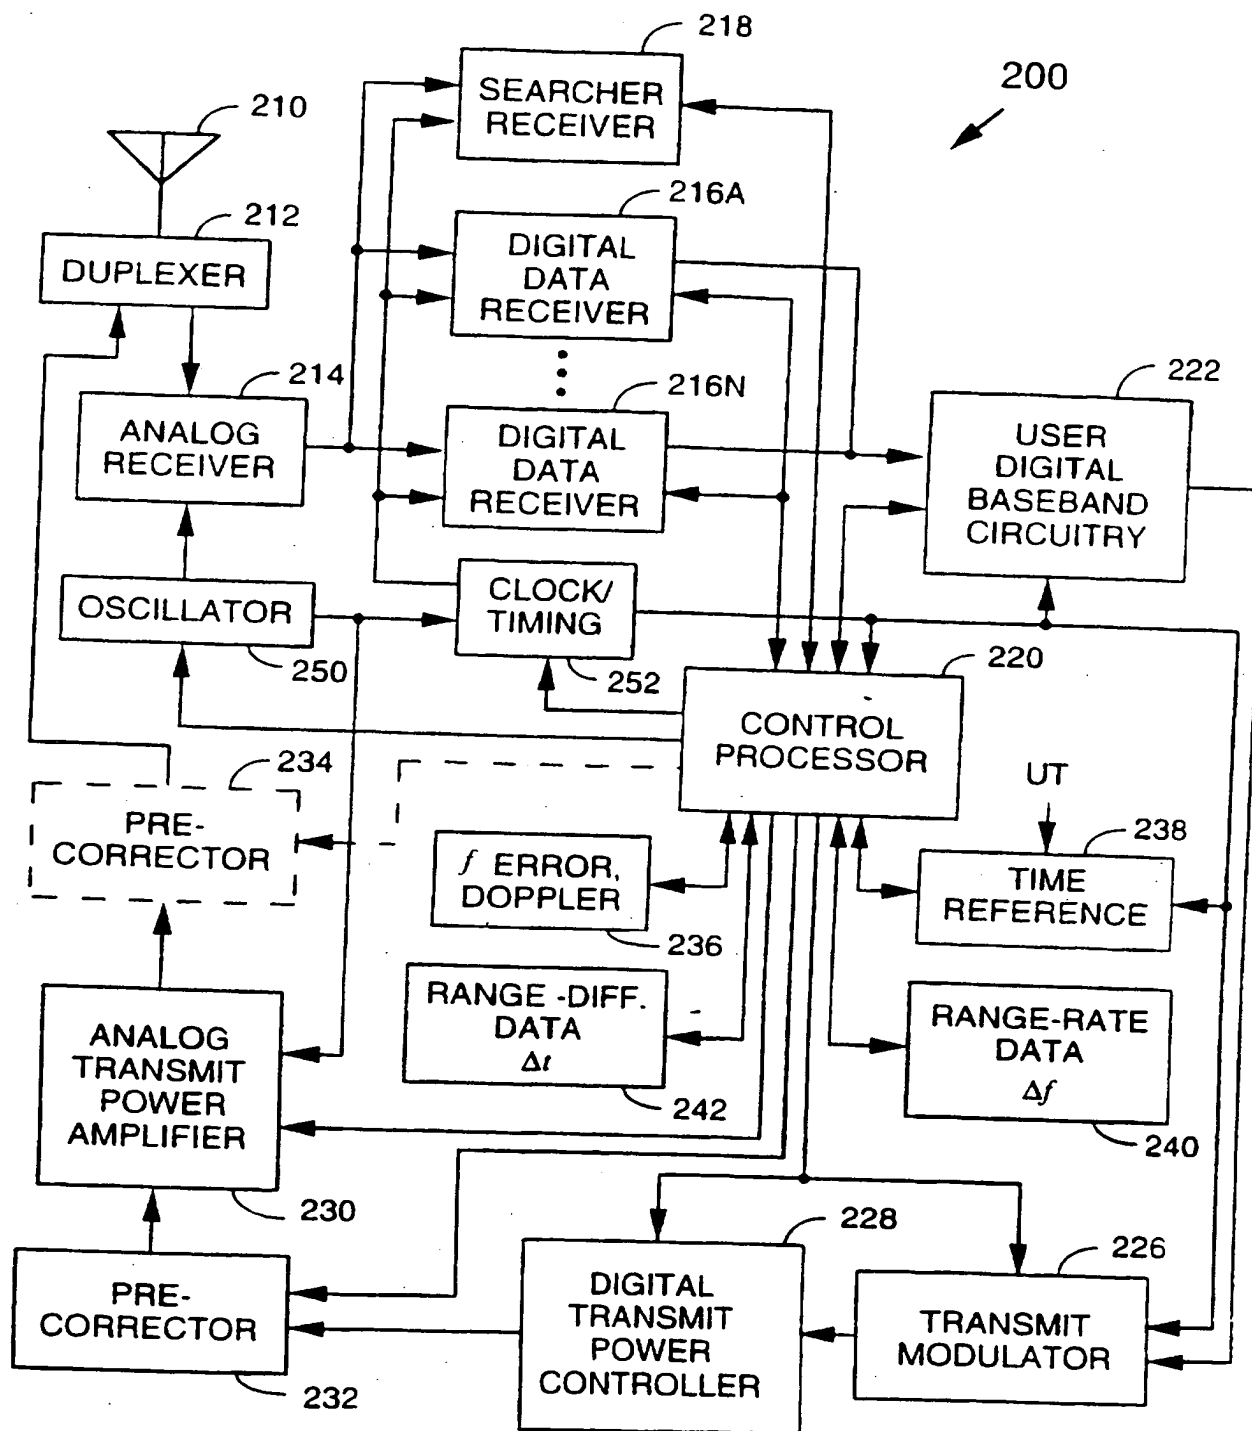 218
200
SEARCHER
RECEIVER
210
216A
212
DUPLEXER
DIGITAL
DATA
RECEIVER
214
216N
222
ANALOG
RECEIVER
DIGITAL
DATA
RECEIVER
USER
DIGITAL
BASEBAND
CIRCUITRY
OSCILLATOR
CLOCK/
TIMING
250
252
220
CONTROL
PROCESSOR
234
UT
PRE-
CORRECTOR
238
f ERROR,
DOPPLER
TIME
REFERENCE
236
RANGE -DIFF.
DATA
Δt
RANGE-RATE
DATA
Δf
ANALOG
TRANSMIT
POWER
AMPLIFIER
242
240
230
228
226
PRE-
CORRECTOR
DIGITAL
TRANSMIT
POWER
CONTROLLER
TRANSMIT
MODULATOR
232